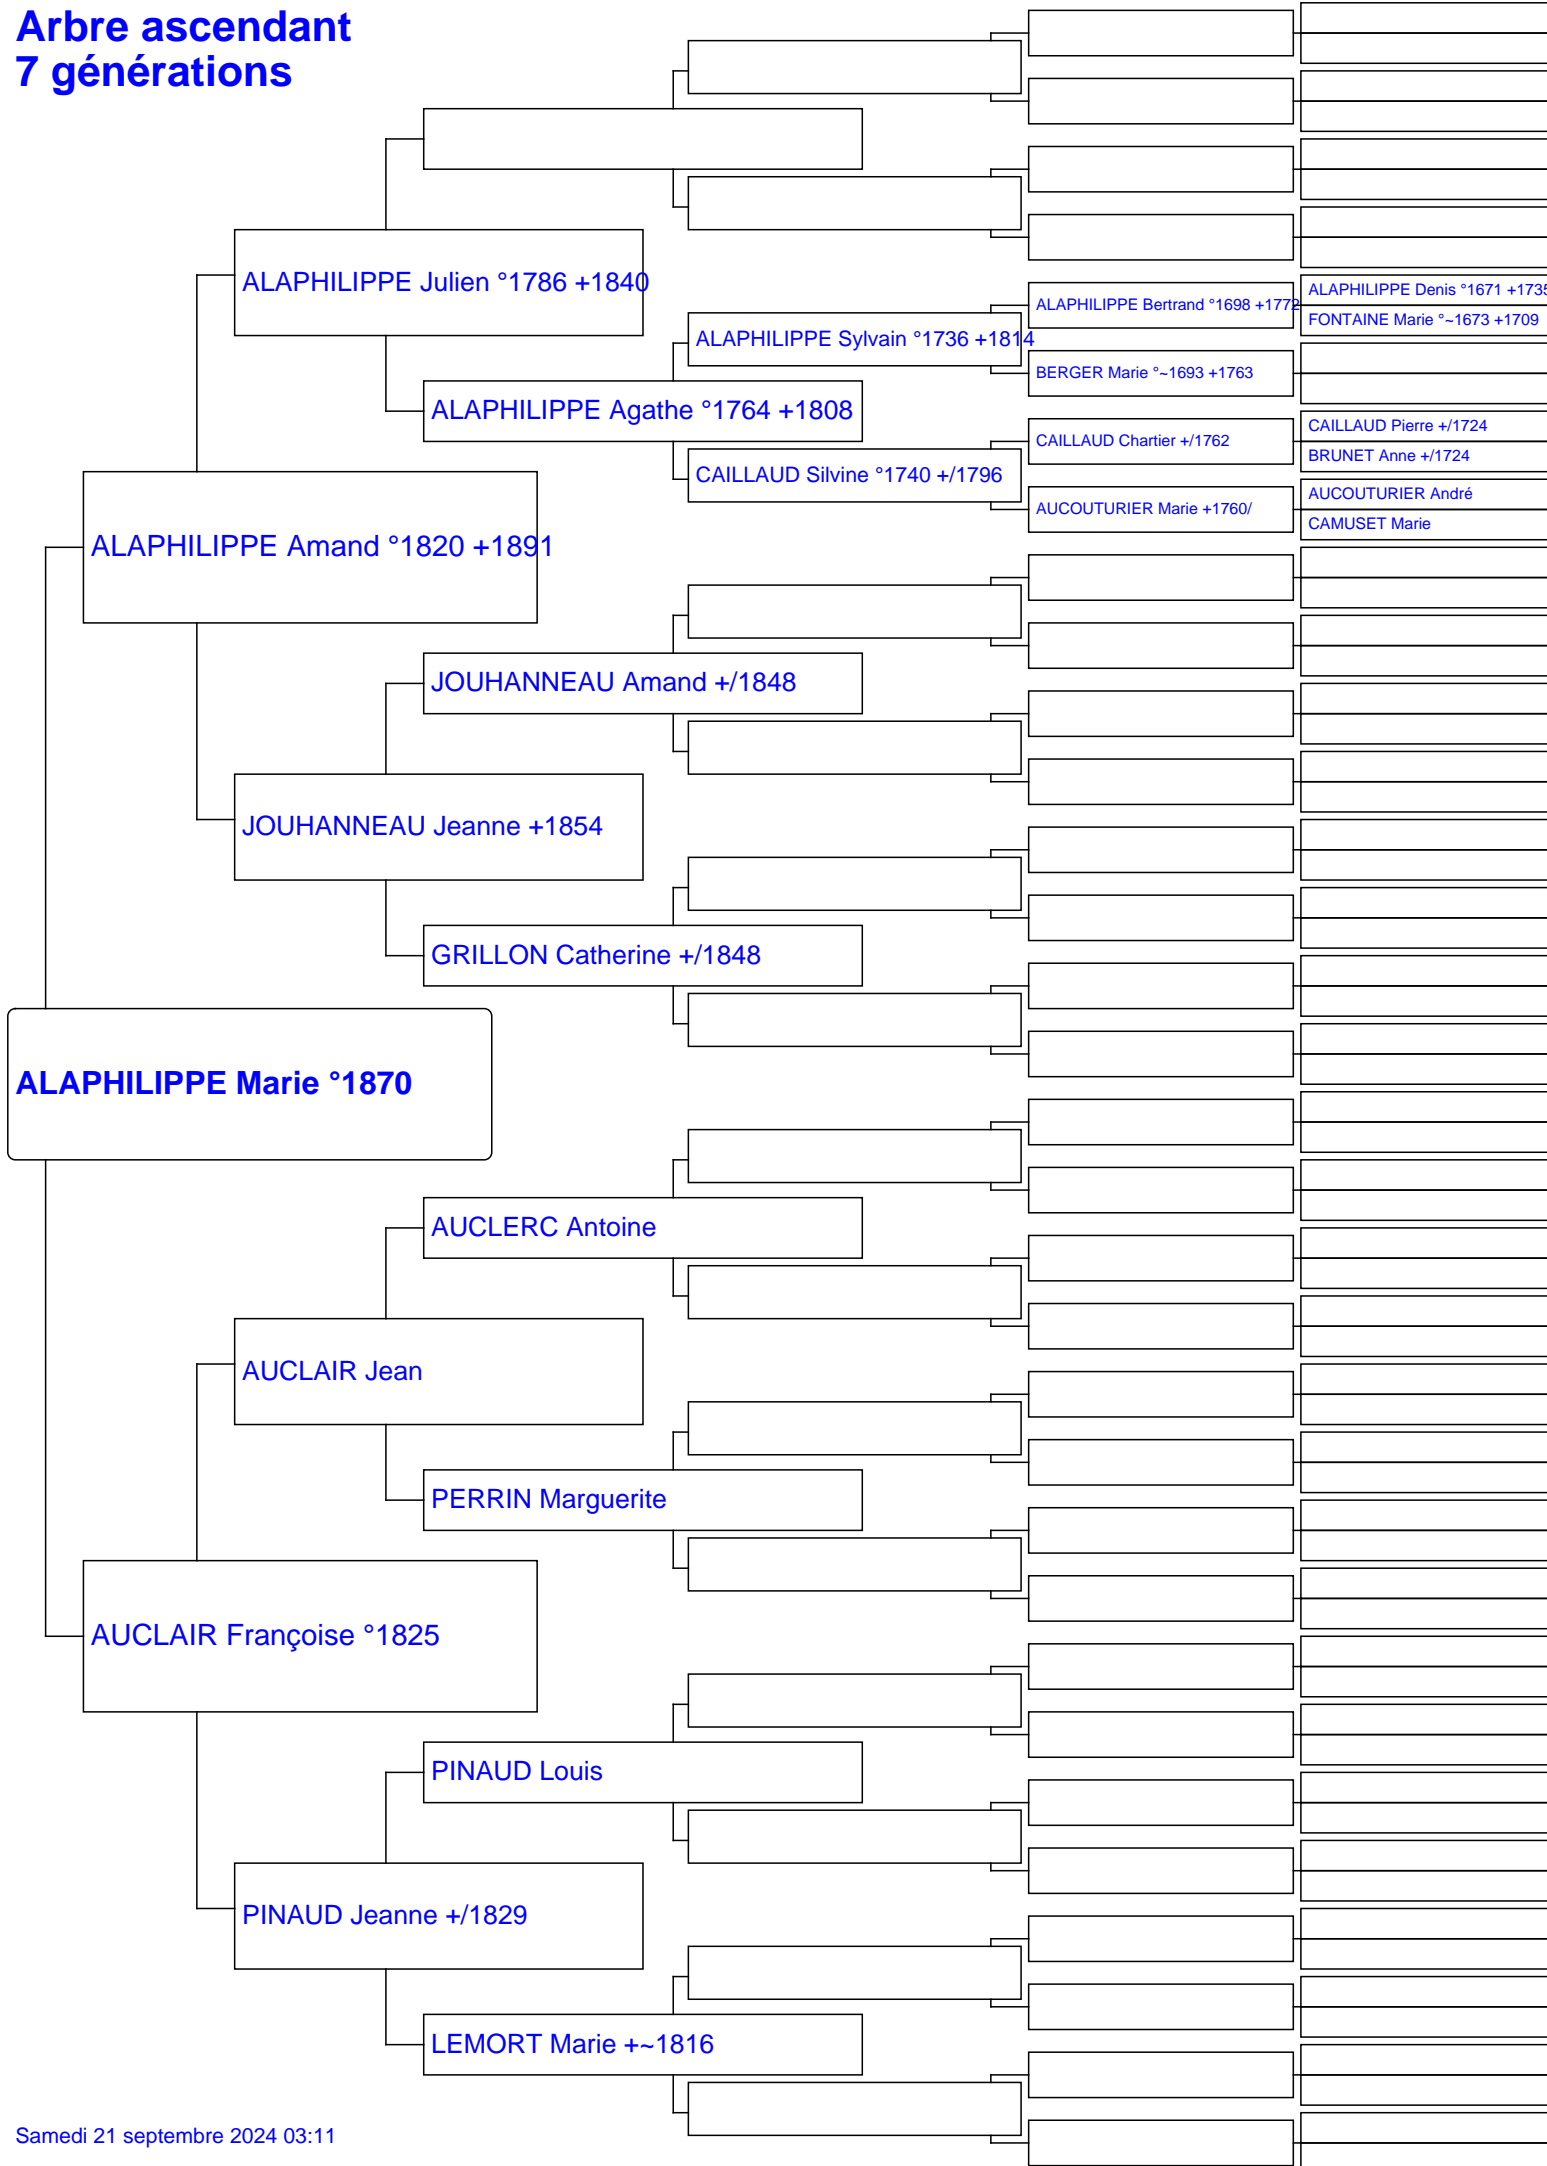 Arbre ascendant
7 générations
ALAPHILIPPE Julien °1786 +1840
ALAPHILIPPE Bertrand °1698 +1772
ALAPHILIPPE Denis °1671 +1735
FONTAINE Marie °~1673 +1709
ALAPHILIPPE Sylvain °1736 +1814
BERGER Marie °~1693 +1763
ALAPHILIPPE Agathe °1764 +1808
CAILLAUD Chartier +/1762
CAILLAUD Pierre +/1724
BRUNET Anne +/1724
CAILLAUD Silvine °1740 +/1796
AUCOUTURIER Marie +1760/
AUCOUTURIER André
CAMUSET Marie
ALAPHILIPPE Amand °1820 +1891
JOUHANNEAU Amand +/1848
JOUHANNEAU Jeanne +1854
GRILLON Catherine +/1848
ALAPHILIPPE Marie °1870
AUCLERC Antoine
AUCLAIR Jean
PERRIN Marguerite
AUCLAIR Françoise °1825
PINAUD Louis
PINAUD Jeanne +/1829
LEMORT Marie +~1816
Samedi 21 septembre 2024 03:11